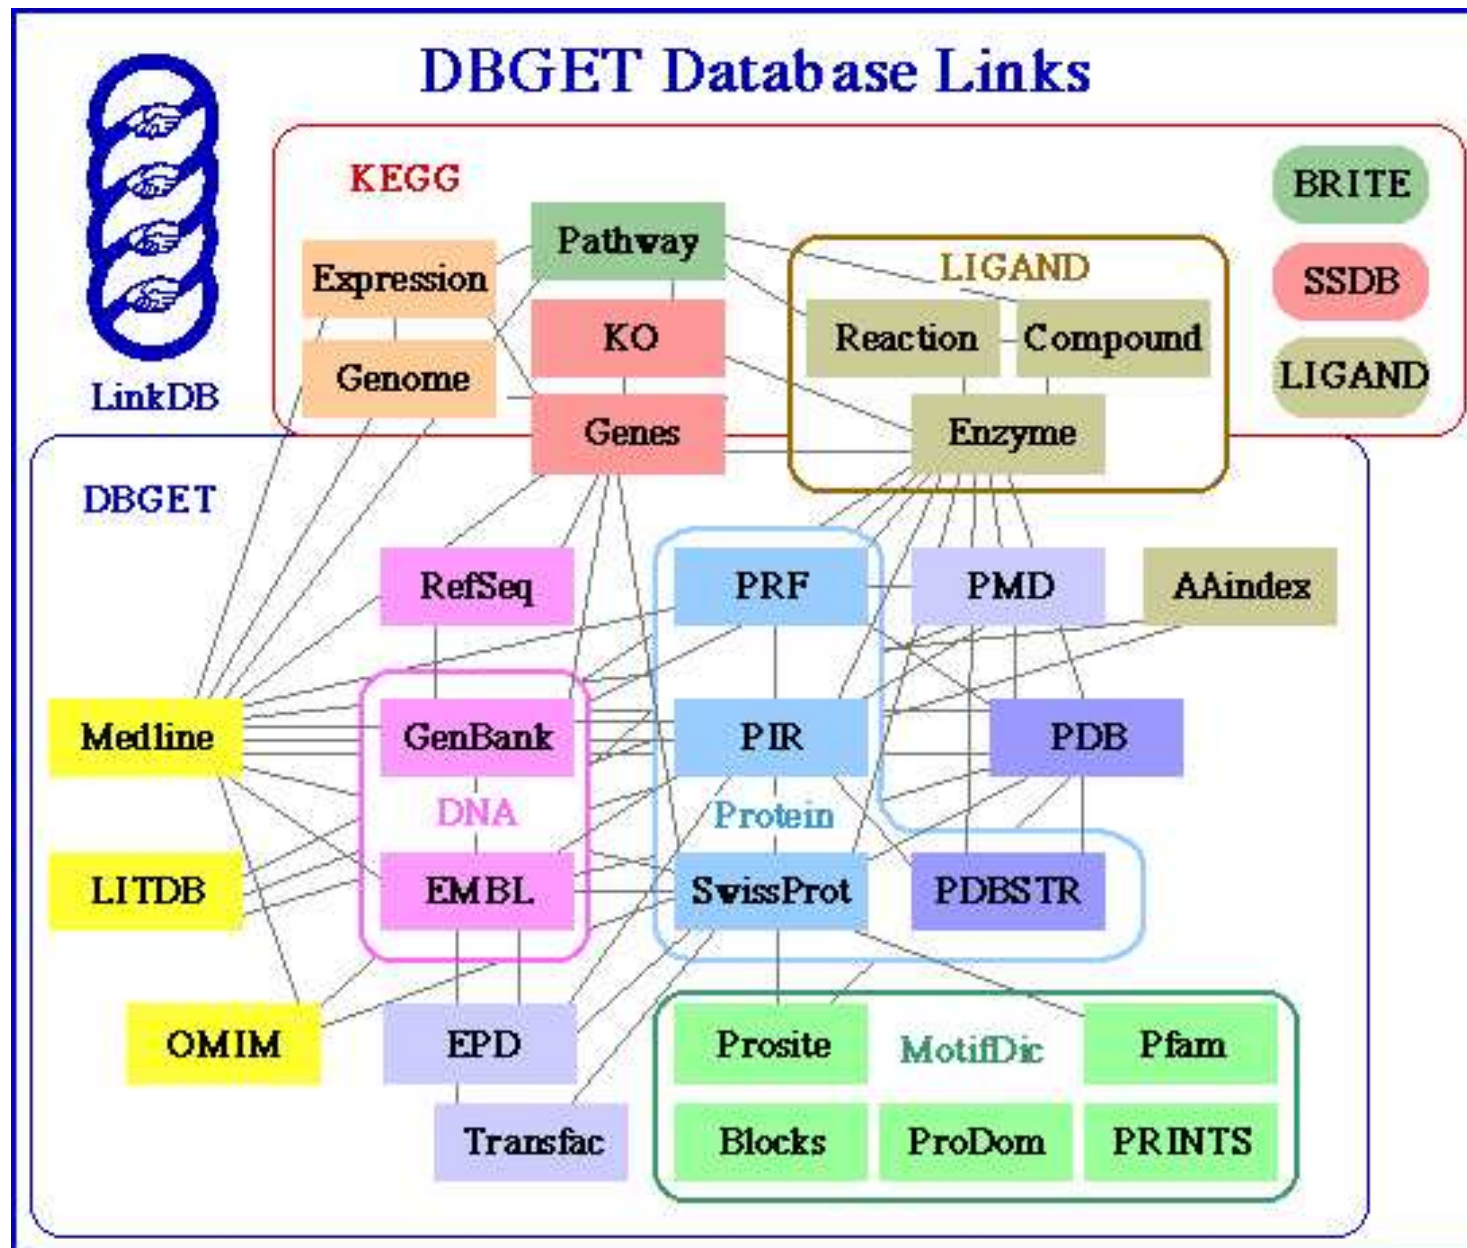 DBGET Database Links
KEGG
BRITE
Pathway
Expression
LIGAND
SSDB
KO
Reaction
Compound
Genome
LIGAND
LinkDB
Genes
Enzyme
DBGET
RefSeq
PRF
PMD
AAindex
Medline
GenBank
PIR
PDB
DNA
Protein
LITDB
EMBL
SwissProt
PDBSTR
OMIM
EPD
Prosite
MotifDic
Pfam
Transfac
Blocks
ProDom
PRINTS